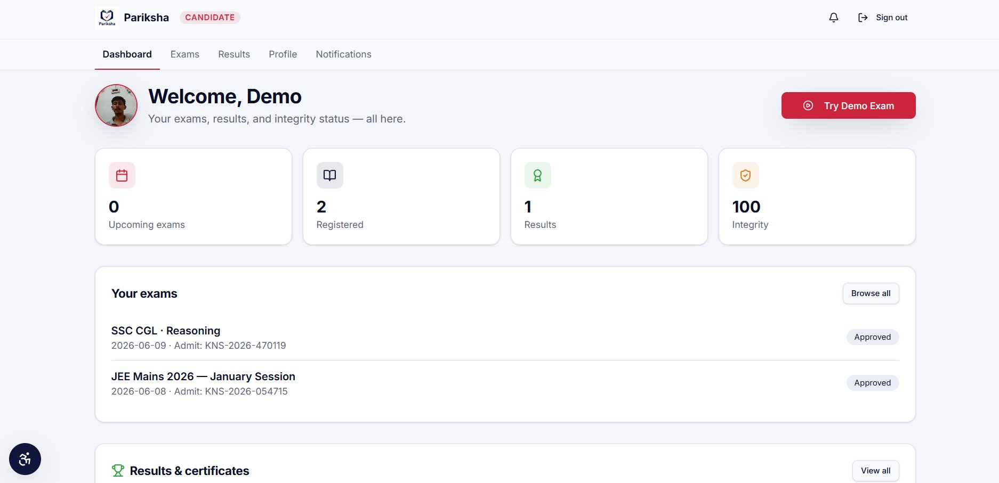 Pariksha
Pariksha
CANDIDATE
Sign out
Dashboard
Exams
Results
Profile
Notifications
Welcome, Demo
Your exams, results, and integrity status — all here.
Try Demo Exam
0
Upcoming exams
2
Registered
1
Results
100
Integrity
Your exams
Browse all
SSC CGL · Reasoning
2026-06-09 · Admit: KNS-2026-470119
Approved
JEE Mains 2026 — January Session
2026-06-08 · Admit: KNS-2026-054715
Approved
Results & certificates
View all